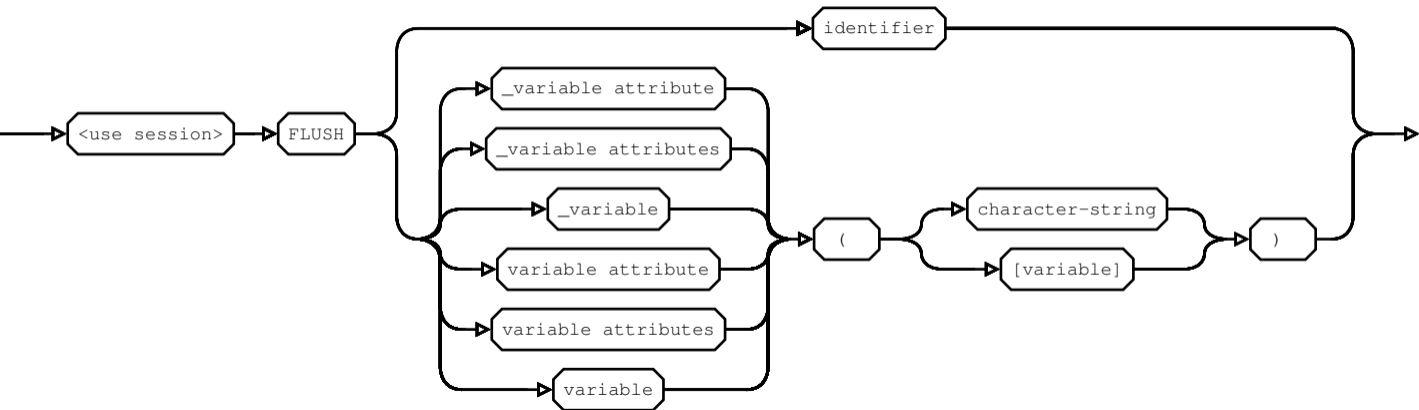 identifier
_variable attribute
<use session> FLUSH
_variable attributes
_variable
character-string
( )
variable attribute
[variable]
variable attributes
variable